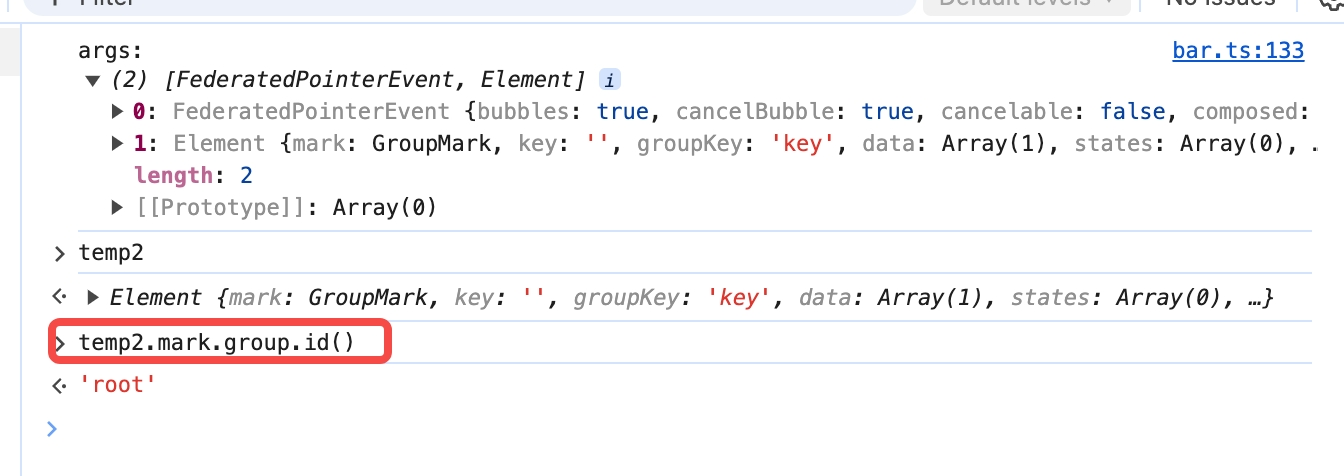 Filter Default levels No Issues
args: bar.ts:133
(2) [FederatedPointerEvent, Element] i
0: FederatedPointerEvent {bubbles: true, cancelBubble: true, cancelable: false, composed:
1: Element {mark: GroupMark, key: '', groupKey: 'key', data: Array(1), states: Array(0), .
length: 2
[[Prototype]]: Array(0)
temp2
Element {mark: GroupMark, key: '', groupKey: 'key', data: Array(1), states: Array(0), …}
temp2.mark.group.id()
'root'